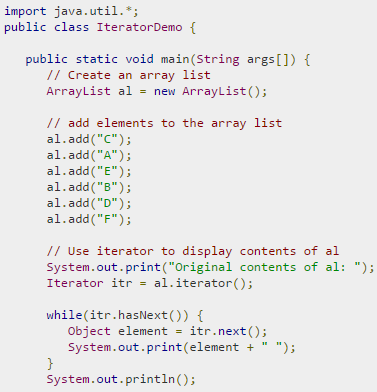 import java.util.*;
public class IteratorDemo {
public static void main(String args[]) {
// Create an array list
ArrayList al = new ArrayList();
// add elements to the array list
al.add("C");
al.add("A");
al.add("E");
al.add("B");
al.add("D");
al.add("F");
// Use iterator to display contents of al
System.out.print("Original contents of al: ");
Iterator itr = al.iterator();
while(itr.hasNext()) {
Object element = itr.next();
System.out.print(element + " ");
}
System.out.println();